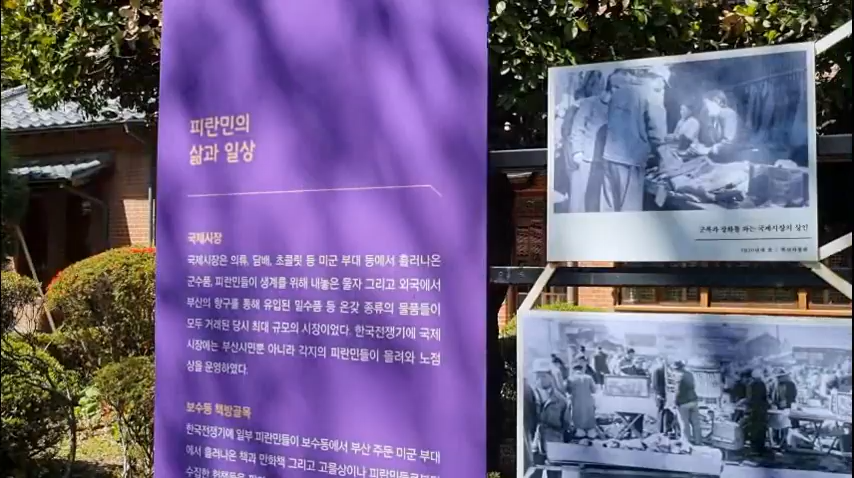 피란민의
삶과 일상
국제시장
국제시장은 의류, 담배, 초콜릿 등 미군 부대 등에서 흘러나온
군수품, 피란민들이 생계를 위해 내놓은 물자 그리고 외국에서
부산의 항구를 통해 유입된 밀수품 등 온갖 종류의 물품들이
모두 거래된 당시 최대 규모의 시장이었다. 한국전쟁기에 국제
시장에는 부산시민뿐 아니라 각지의 피란민들이 몰려와 노점
상을 운영하였다.
보수동 책방골목
한국전쟁기에 일부 피란민들이 보수동에서 부산 주둔 미군 부대
에서 흘러나온 책과 만화책 그리고 고물상이나
수집한 헌책들을
군복과 장화를 파는 국제시장의 상인